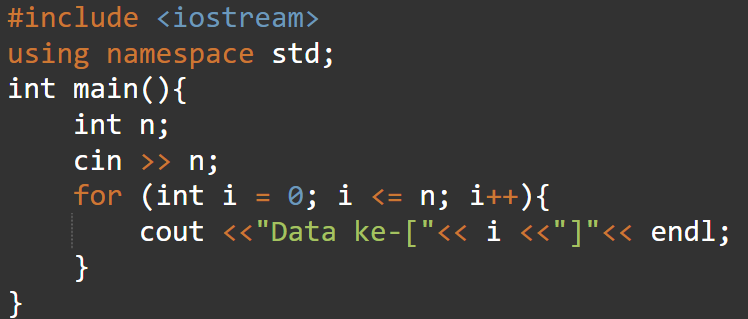 #include <iostream>
using namespace std;
int main(){
    int n;
    cin >> n;
    for (int i = 0; i <= n; i++){
        cout <<"Data ke-["<< i <<"]"<< endl;
    }
}